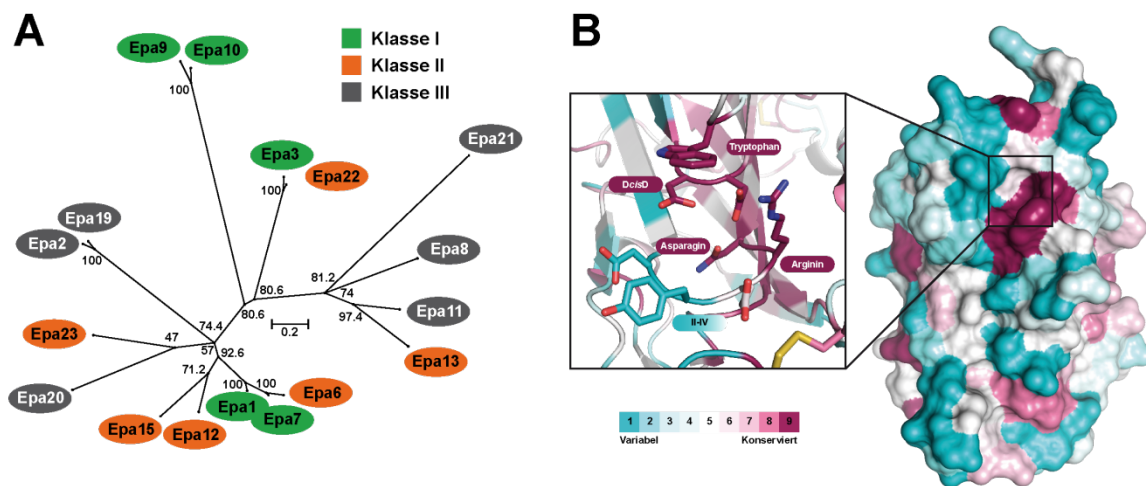 A
Epa9
Epa10
100
Klasse I
Klasse II
Klasse III
Epa3
Epa22
100
Epa21
Epa19
Epa2
100
Epa8
81.2
74
Epa11
97.4
Epa13
80.6
80.6
0.2
74.4
Epa23
47
57
92.6
71.2
Epa20
100
100
Epa6
Epa1
Epa7
Epa15
Epa12
B
Tryptophan
DcisD
Asparagin
Arginin
II-IV
1 2 3 4 5 6 7 8 9
Variabel Konserviert